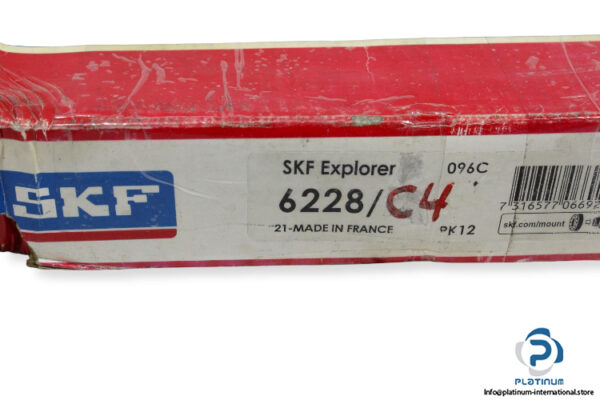 SKF
SKF Explorer
096C
6228/C4
21-MADE IN FRANCE
PK12
7 316577 06692
skf.com/mount
PLATINUM
Info@platinum-international.store